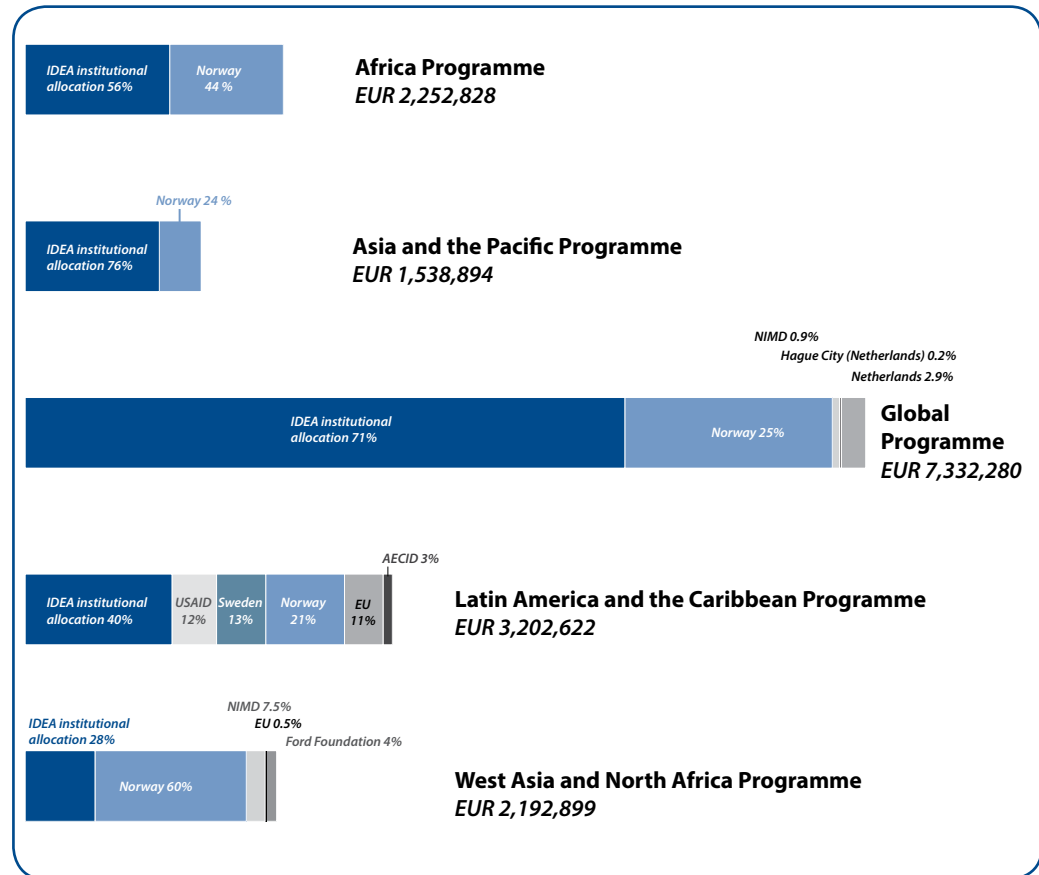 IDEA institutional
allocation 56%
Norway
44 %
Africa Programme
EUR 2,252,828
Norway 24 %
IDEA institutional
allocation 76%
Asia and the Pacific Programme
EUR 1,538,894
NIMD 0.9%
Hague City (Netherlands) 0.2%
Netherlands 2.9%
IDEA institutional
allocation 71%
Norway 25%
Global
Programme
EUR 7,332,280
AECID 3%
IDEA institutional
allocation 40%
USAID
12%
Sweden
13%
Norway
21%
EU
11%
Latin America and the Caribbean Programme
EUR 3,202,622
NIMD 7.5%
EU 0.5%
Ford Foundation 4%
IDEA institutional
allocation 28%
Norway 60%
West Asia and North Africa Programme
EUR 2,192,899